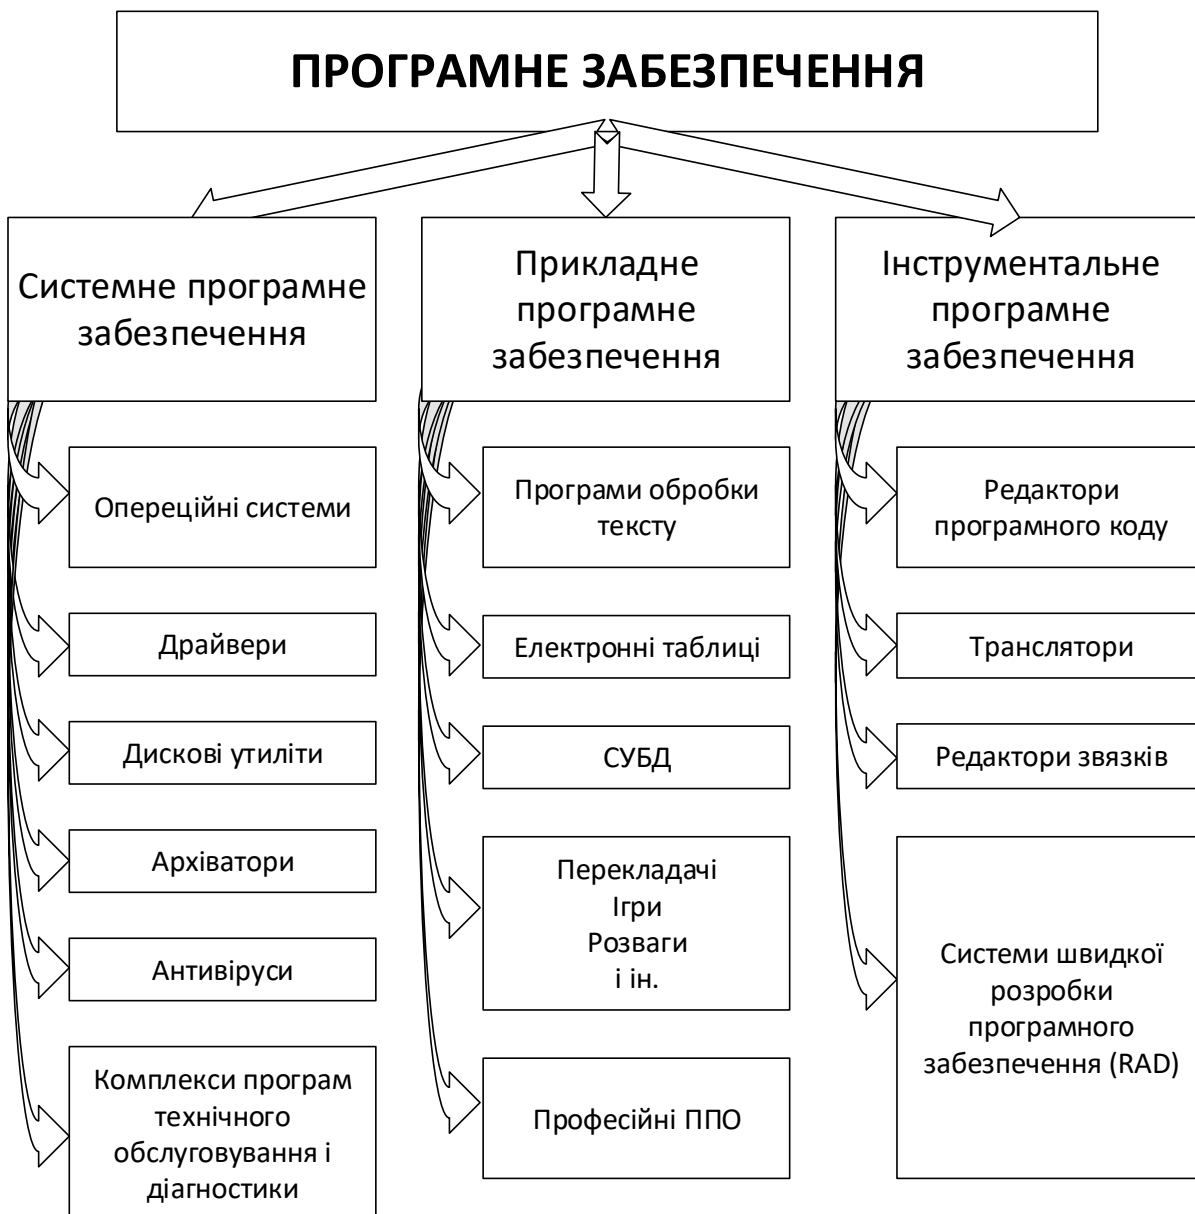 ПРОГРАМНЕ ЗАБЕЗПЕЧЕННЯ
Системне програмне
забезпечення
Опереційні системи
Драйвери
Дискові утиліти
Архіватори
Антивіруси
Комплекси програм
технічного
обслуговування і
діагностики
Прикладне
програмне
забезпечення
Програми обробки
тексту
Електронні таблиці
СУБД
Перекладачі
Ігри
Розваги
і ін.
Професійні ППО
Інструментальне
програмне
забезпечення
Редактори
програмного коду
Транслятори
Редактори звязків
Системи швидкої
розробки
програмного
забезпечення (RAD)